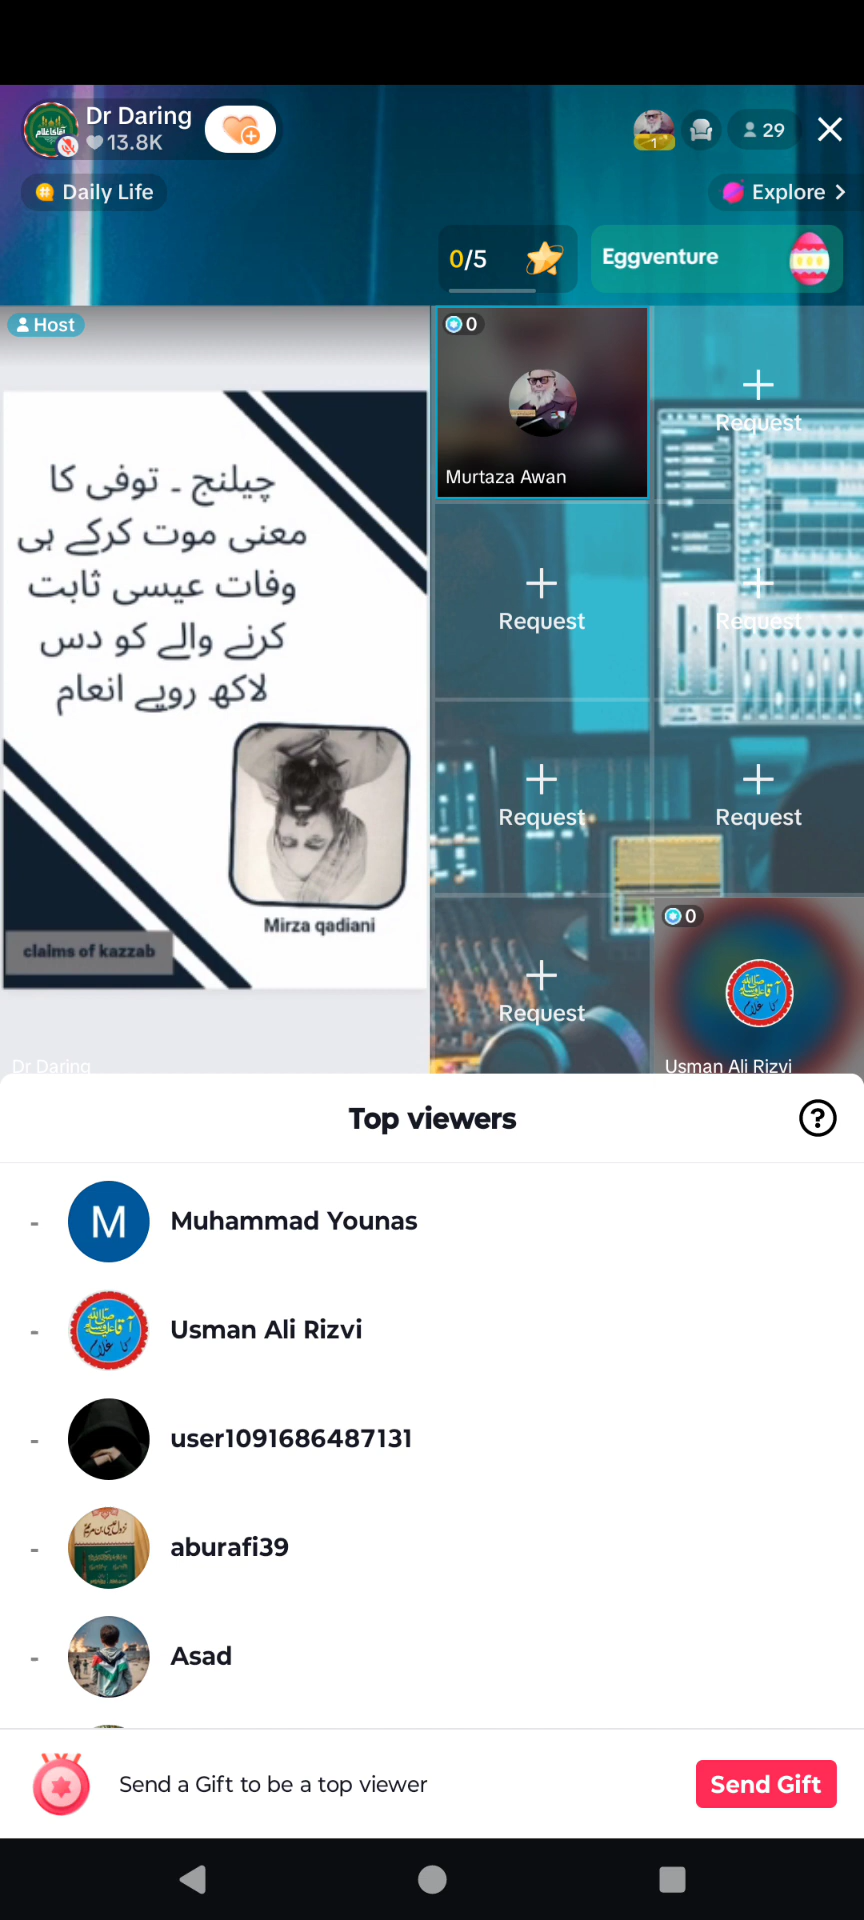 Dr Daring
13.8K
1
29
Daily Life
Explore
0/5
Eggventure
Host
چیلنج ۔ توفی کا
معنی موت کرکے ہی
وفات عیسی ثابت
کرنے والے کو دس
لاکھ روپے انعام
Mirza qadiani
claims of kazzab
Dr Daring
0
Murtaza Awan
Request
Request
Request
Request
Request
Request
0
Usman Ali Rizvi
Top viewers
?
- M Muhammad Younas
- Usman Ali Rizvi
- user1091686487131
- aburafi39
- Asad
Send a Gift to be a top viewer
Send Gift